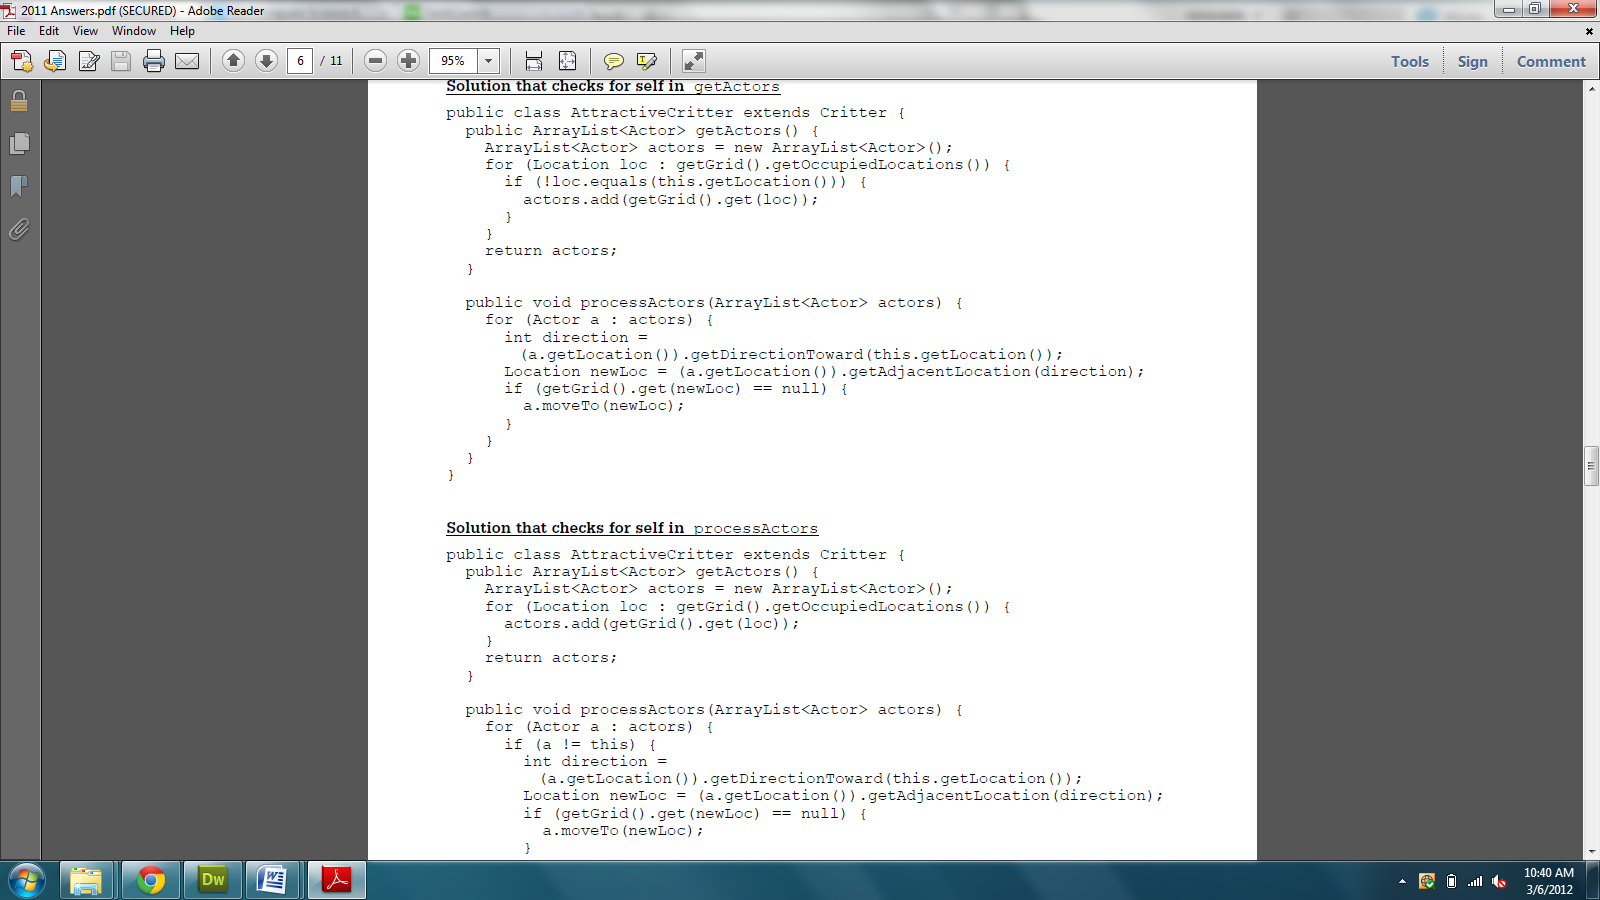 2011 Answers.pdf (SECURED) - Adobe Reader
File Edit View Window Help
6 / 11 95% Tools Sign Comment
Solution that checks for self in getActors
public class AttractiveCritter extends Critter {
public ArrayList<Actor> getActors() {
ArrayList<Actor> actors = new ArrayList<Actor>();
for (Location loc : getGrid().getOccupiedLocations()) {
if (!loc.equals(this.getLocation())) {
actors.add(getGrid().get(loc));
}
}
return actors;
}
public void processActors(ArrayList<Actor> actors) {
for (Actor a : actors) {
int direction =
(a.getLocation()).getDirectionToward(this.getLocation());
Location newLoc = (a.getLocation()).getAdjacentLocation(direction);
if (getGrid().get(newLoc) == null) {
a.moveTo(newLoc);
}
}
}
}
Solution that checks for self in processActors
public class AttractiveCritter extends Critter {
public ArrayList<Actor> getActors() {
ArrayList<Actor> actors = new ArrayList<Actor>();
for (Location loc : getGrid().getOccupiedLocations()) {
actors.add(getGrid().get(loc));
}
return actors;
}
public void processActors(ArrayList<Actor> actors) {
for (Actor a : actors) {
if (a != this) {
int direction =
(a.getLocation()).getDirectionToward(this.getLocation());
Location newLoc = (a.getLocation()).getAdjacentLocation(direction);
if (getGrid().get(newLoc) == null) {
a.moveTo(newLoc);
}
Dw W
10:40 AM
3/6/2012